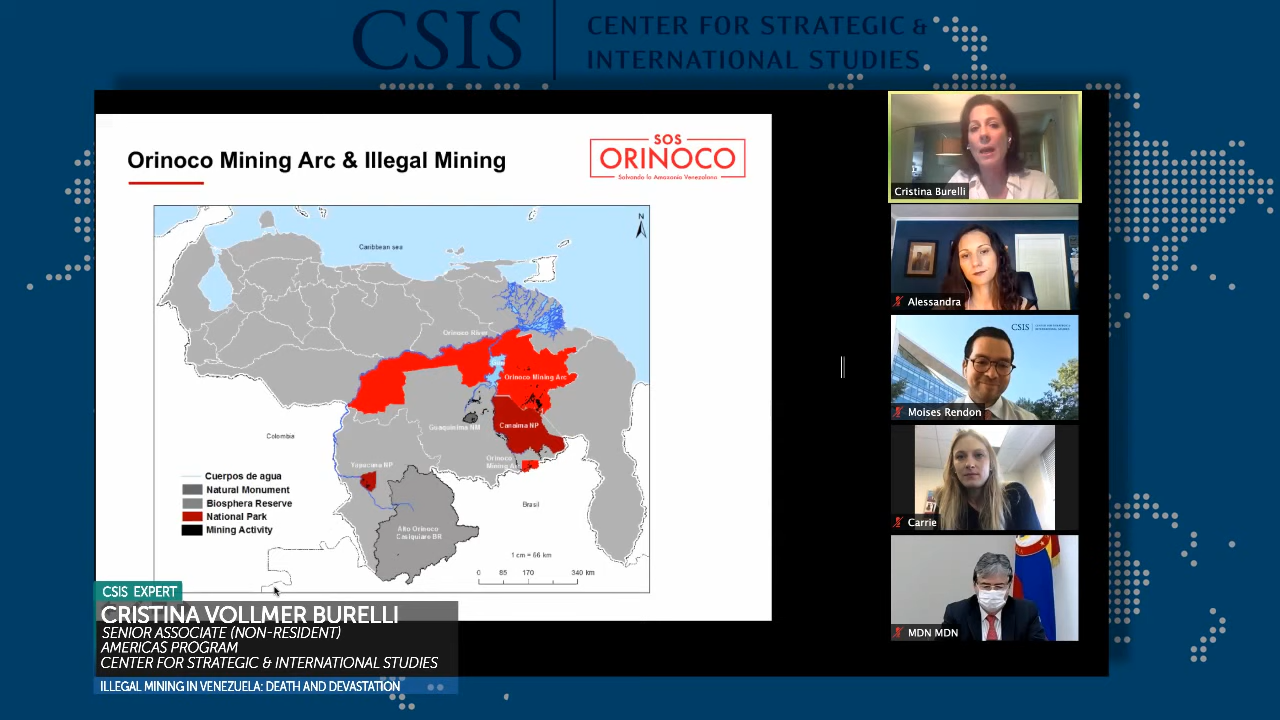 CSIS
CENTER FOR STRATEGIC &
INTERNATIONAL STUDIES
Orinoco Mining Arc & Illegal Mining
SOS
ORINOCO
Salvando la Amazonia Venezolana
N
Caribbean sea
Orinoco River
Orinoco Mining Arc
Guaquinima NM
Canaima NP
Colombia
Yapacana NP
Orinoco
Mining Arc
Brasil
Alto Orinoco
Casiquiare BR
Cuerpos de agua
Natural Monument
Biosphera Reserve
National Park
Mining Activity
1 cm = 66 km
0 85 170 340 km
Cristina Burelli
Alessandra
CSIS
Moises Rendon
Carrie
MDN MDN
CSIS EXPERT
CRISTINA VOLLMER BURELLI
SENIOR ASSOCIATE (NON-RESIDENT)
AMERICAS PROGRAM
CENTER FOR STRATEGIC & INTERNATIONAL STUDIES
ILLEGAL MINING IN VENEZUELA: DEATH AND DEVASTATION